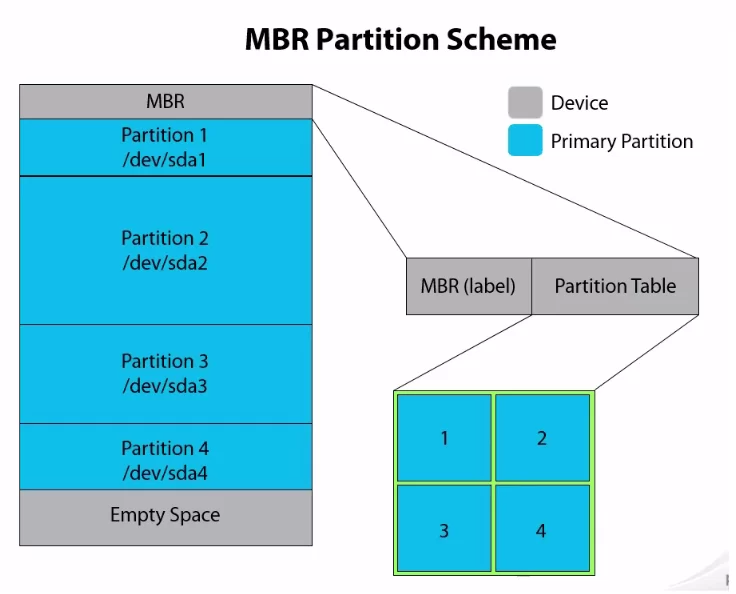 MBR Partition Scheme
MBR
Partition 1
/dev/sda1
Partition 2
/dev/sda2
Partition 3
/dev/sda3
Partition 4
/dev/sda4
Empty Space
Device
Primary Partition
MBR (label)
Partition Table
1
2
3
4